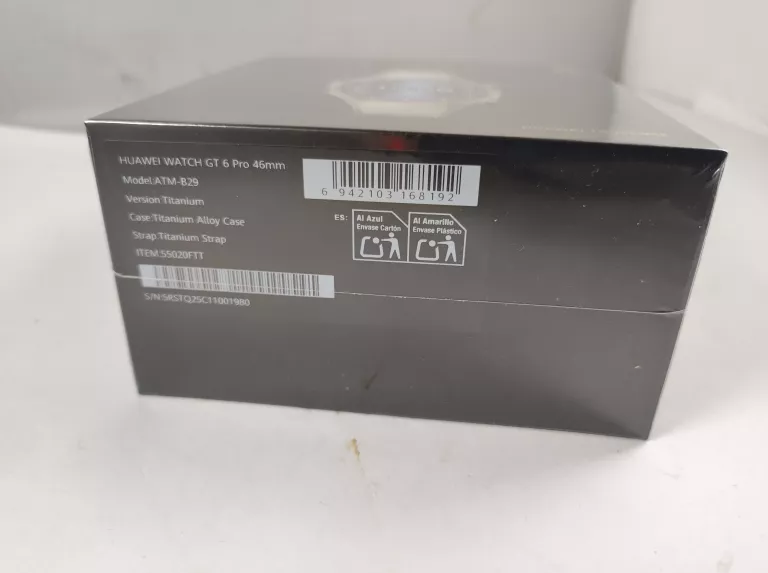 HUAWEI WATCH GT 6 Pro 46mm
Model:ATM-B29
Version:Titanium
Case:Titanium Alloy Case
Strap:Titanium Strap
ITEM:55020FTT
S/N:SRSTQ25C11001980
6 942103 168192
ES:
Al Azul
Envase Cartón
Al Amarillo
Envase Plástico